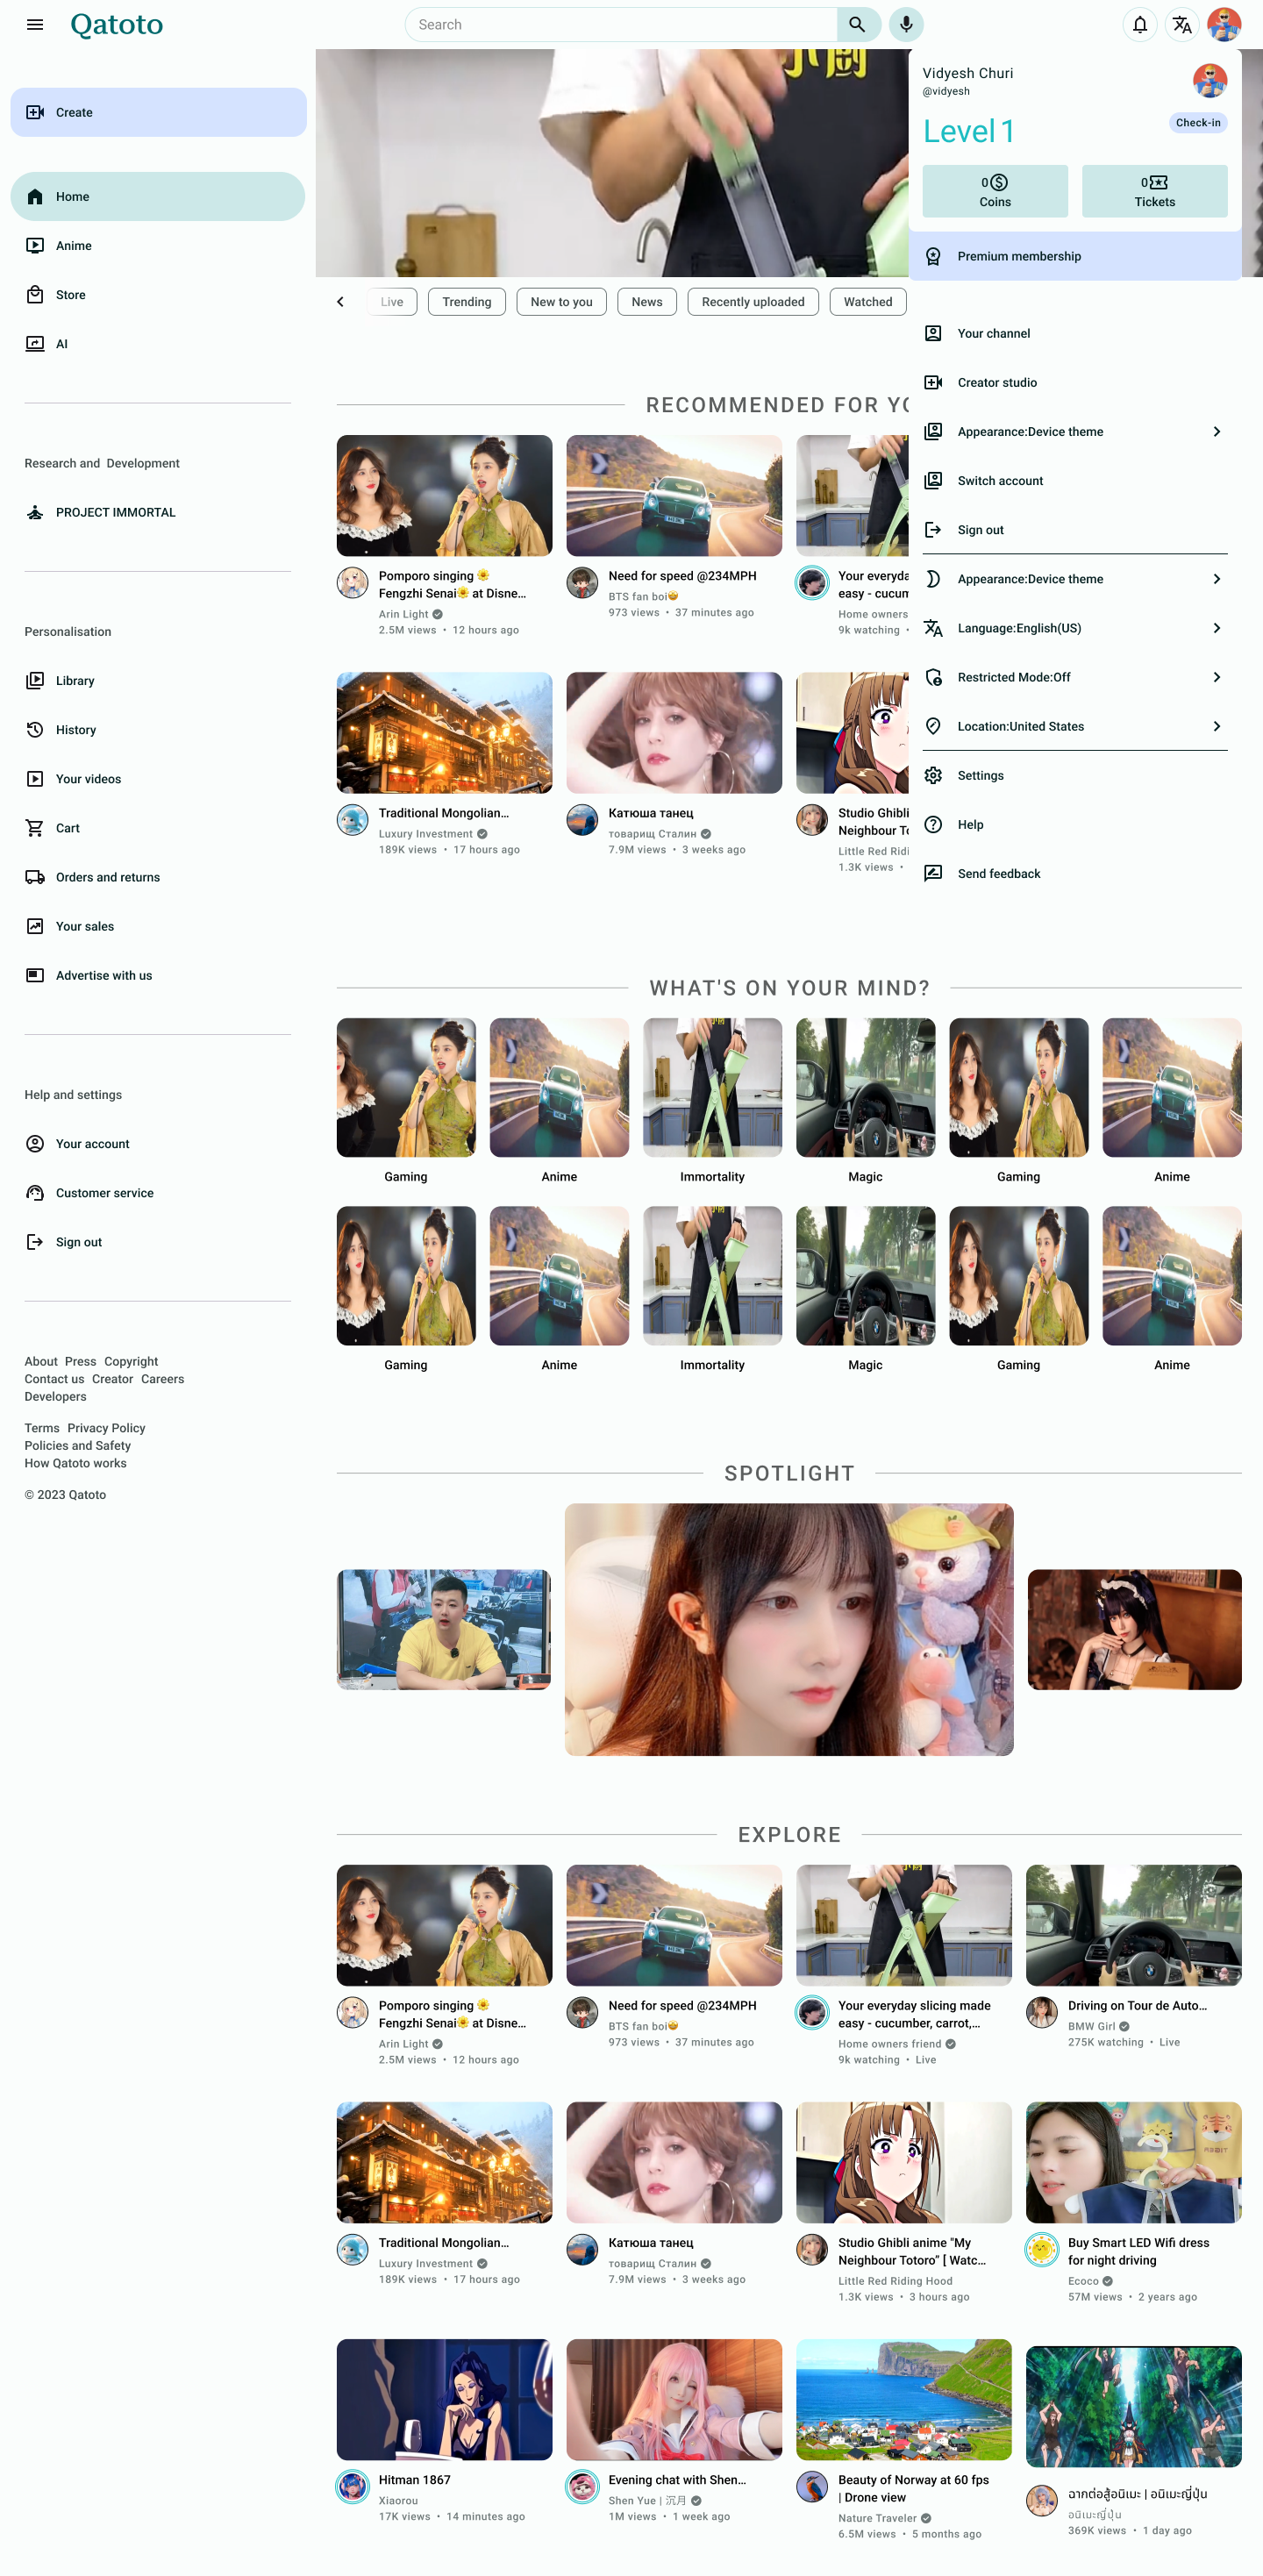 Qatoto
Search
Create
Home
Anime
Store
AI
Research and Development
PROJECT IMMORTAL
Personalisation
Library
History
Your videos
Cart
Orders and returns
Your sales
Advertise with us
Help and settings
Your account
Customer service
Sign out
About Press Copyright
Contact us Creator Careers
Developers
Terms Privacy Policy
Policies and Safety
How Qatoto works
© 2023 Qatoto
Vidyesh Churi
@vidyesh
Level 1
Check-in
0
Coins
0
Tickets
Premium membership
Your channel
Creator studio
Appearance:Device theme
Switch account
Sign out
Appearance:Device theme
Language:English(US)
Restricted Mode:Off
Location:United States
Settings
Help
Send feedback
Live
Trending
New to you
News
Recently uploaded
Watched
RECOMMENDED FOR YO
Pomporo singing 🌼
Fengzhi Senai🌼 at Disne...
Arin Light
2.5M views • 12 hours ago
Need for speed @234MPH
BTS fan boi🤩
973 views • 37 minutes ago
Your everyda
easy - cucum
Home owners
9k watching •
Traditional Mongolian...
Luxury Investment
189K views • 17 hours ago
Катюша танец
товарищ Сталин
7.9M views • 3 weeks ago
Studio Ghibli
Neighbour To
Little Red Ridi
1.3K views •
WHAT'S ON YOUR MIND?
Gaming
Anime
Immortality
Magic
Gaming
Anime
Gaming
Anime
Immortality
Magic
Gaming
Anime
SPOTLIGHT
EXPLORE
Pomporo singing 🌼
Fengzhi Senai🌼 at Disne...
Arin Light
2.5M views • 12 hours ago
Need for speed @234MPH
BTS fan boi🤩
973 views • 37 minutes ago
Your everyday slicing made
easy - cucumber, carrot,...
Home owners friend
9k watching • Live
Driving on Tour de Auto...
BMW Girl
275K watching • Live
Traditional Mongolian...
Luxury Investment
189K views • 17 hours ago
Катюша танец
товарищ Сталин
7.9M views • 3 weeks ago
Studio Ghibli anime "My
Neighbour Totoro" [ Watc...
Little Red Riding Hood
1.3K views • 3 hours ago
Buy Smart LED Wifi dress
for night driving
Ecoco
57M views • 2 years ago
Hitman 1867
Xiaorou
17K views • 14 minutes ago
Evening chat with Shen...
Shen Yue | 沉月
1M views • 1 week ago
Beauty of Norway at 60 fps
| Drone view
Nature Traveler
6.5M views • 5 months ago
ฉากต่อสู้อนิเมะ | อนิเมะญี่ปุ่น
อนิเมะญี่ปุ่น
369K views • 1 day ago